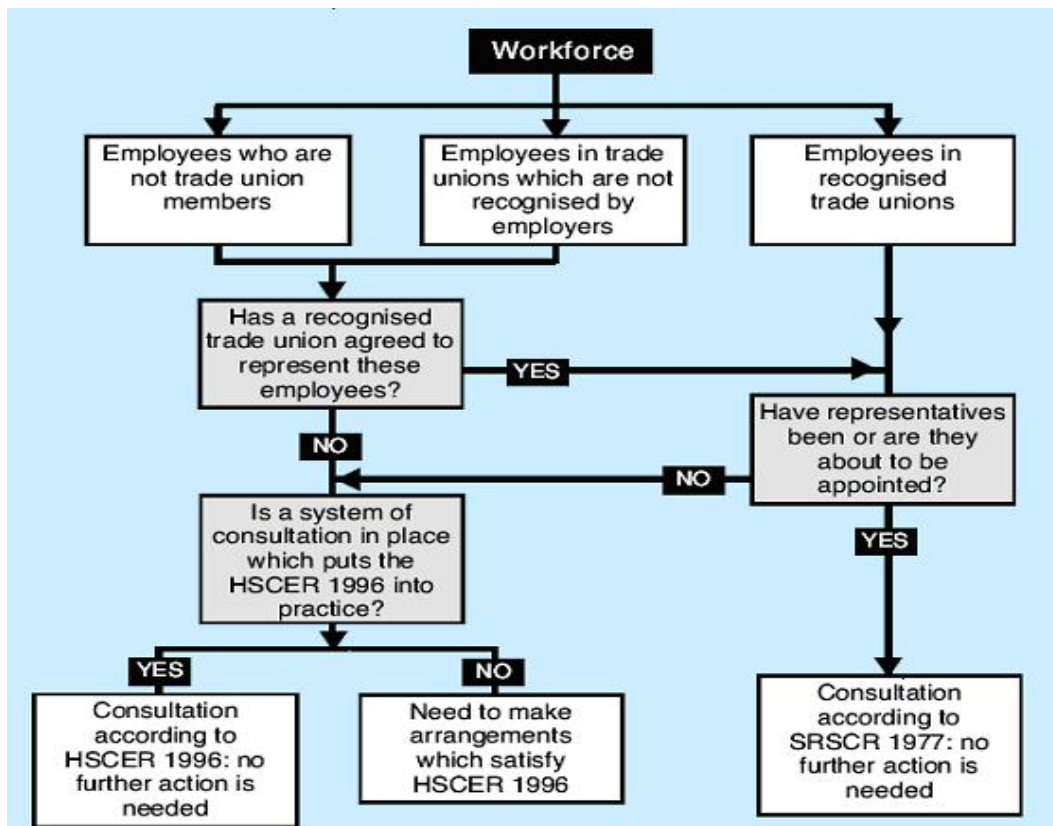 Workforce
Employees who are
not trade union
members
Employees in trade
unions which are not
recognised by
employers
Employees in
recognised
trade unions
Has a recognised
trade union agreed to
represent these
employees?
YES
Have representatives
been or are they
about to be
appointed?
NO
NO
Is a system of
consultation in place
which puts the
HSCER 1996 into
practice?
YES
YES
NO
Consultation
according to
HSCER 1996: no
further action is
needed
Need to make
arrangements
which satisfy
HSCER 1996
Consultation
according to
SRSCR 1977: no
further action is
needed